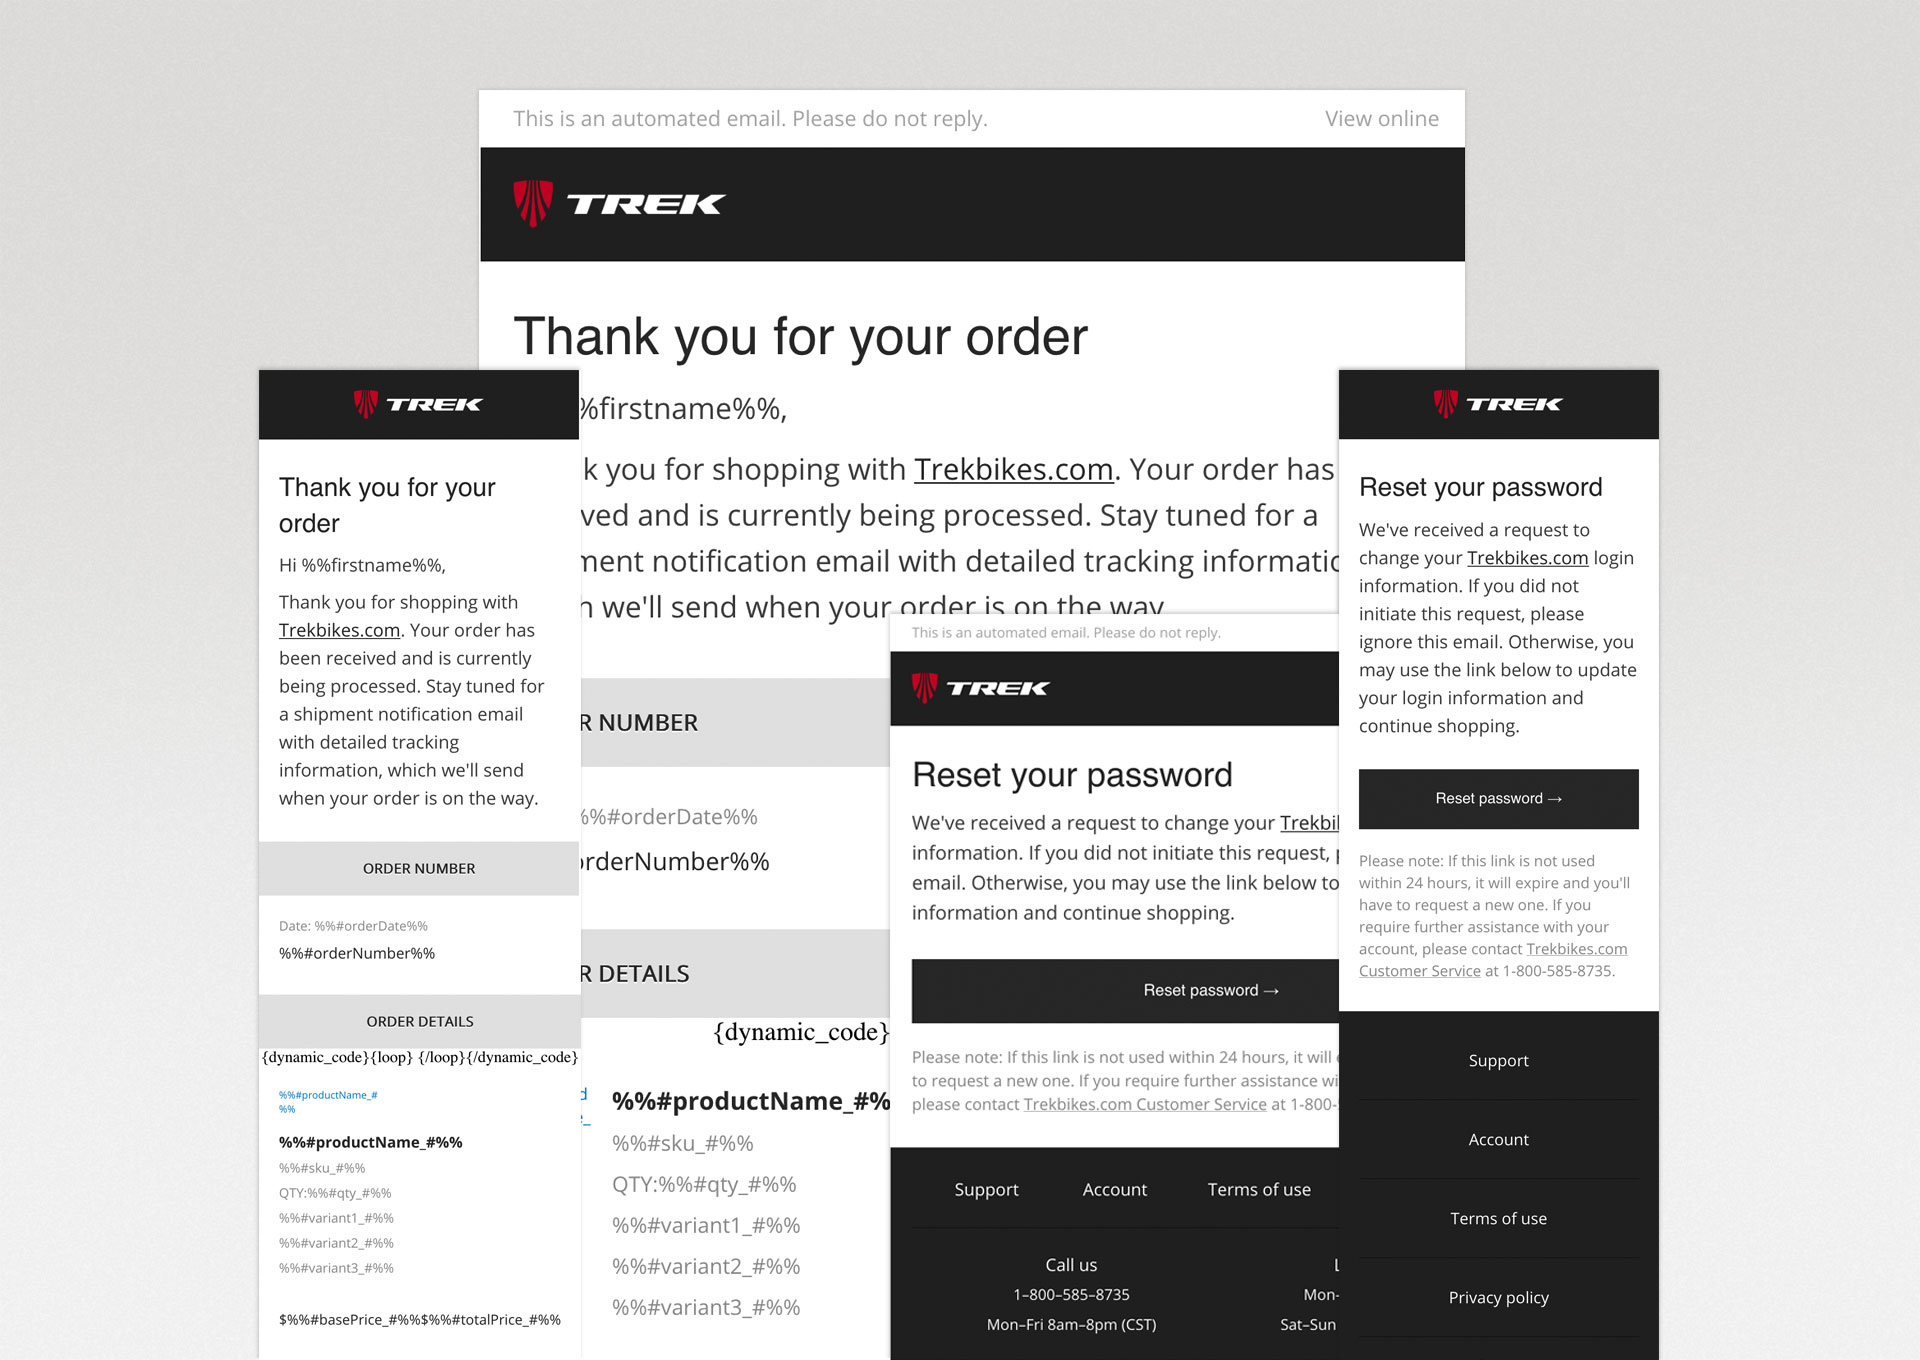 This is an automated email. Please do not reply.
View online
TREK
Thank you for your order
%firstname%%,
k you for shopping with Trekbikes.com. Your order has
ved and is currently being processed. Stay tuned for a
ment notification email with detailed tracking informatic
h we'll send when your order is on the way
R NUMBER
%%#orderDate%%
orderNumber%%
R DETAILS
{dynamic_code}
d
e_
%%#productName_#%
%%#sku_#%%
QTY:%%#qty_#%%
%%#variant1_#%%
%%#variant2_#%%
%%#variant3_#%%
TREK
Thank you for your
order
Hi %%firstname%%,
Thank you for shopping with
Trekbikes.com. Your order has
been received and is currently
being processed. Stay tuned for
a shipment notification email
with detailed tracking
information, which we'll send
when your order is on the way.
ORDER NUMBER
Date: %%#orderDate%%
%%#orderNumber%%
ORDER DETAILS
{dynamic_code}{loop} {/loop}{/dynamic_code}
%%#productName_#
%%
%%#productName_#%%
%%#sku_#%%
QTY:%%#qty_#%%
%%#variant1_#%%
%%#variant2_#%%
%%#variant3_#%%
$%%#basePrice_#%%$%%#totalPrice_#%%
This is an automated email. Please do not reply.
TREK
Reset your password
We've received a request to change your Trekbi
information. If you did not initiate this request,
email. Otherwise, you may use the link below to
information and continue shopping.
Reset password →
Please note: If this link is not used within 24 hours, it will
to request a new one. If you require further assistance wi
please contact Trekbikes.com Customer Service at 1-800-
Support
Account
Terms of use
Call us
1–800–585–8735
Mon–Fri 8am–8pm (CST)
L
Mon-
Sat–Sun
TREK
Reset your password
We've received a request to
change your Trekbikes.com login
information. If you did not
initiate this request, please
ignore this email. Otherwise, you
may use the link below to update
your login information and
continue shopping.
Reset password →
Please note: If this link is not used
within 24 hours, it will expire and you'll
have to request a new one. If you
require further assistance with your
account, please contact Trekbikes.com
Customer Service at 1-800-585-8735.
Support
Account
Terms of use
Privacy policy